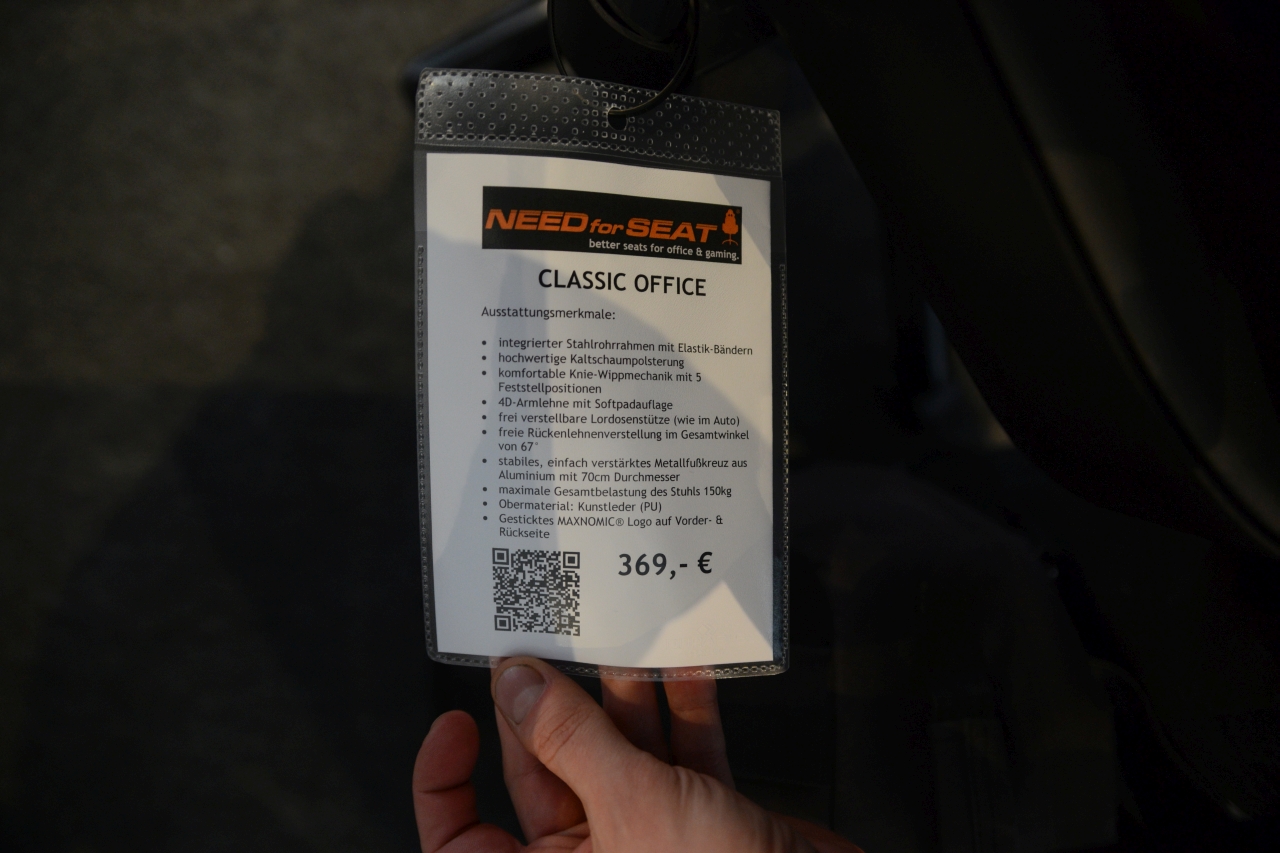 NEED for SEAT
better seats for office & gaming.
CLASSIC OFFICE
Ausstattungsmerkmale:
• integrierter Stahlrohrrahmen mit Elastik-Bändern
• hochwertige Kaltschaumpolsterung
• komfortable Knie-Wippmechanik mit 5
Feststellpositionen
• 4D-Armlehne mit Softpadauflage
• frei verstellbare Lordosenstütze (wie im Auto)
• freie Rückenlehnenverstellung im Gesamtwinkel
von 67°
• stabiles, einfach verstärktes Metallfußkreuz aus
Aluminium mit 70cm Durchmesser
• maximale Gesamtbelastung des Stuhls 150kg
• Obermaterial: Kunstleder (PU)
• Gesticktes MAXNOMIC® Logo auf Vorder- &
Rückseite
369,- €